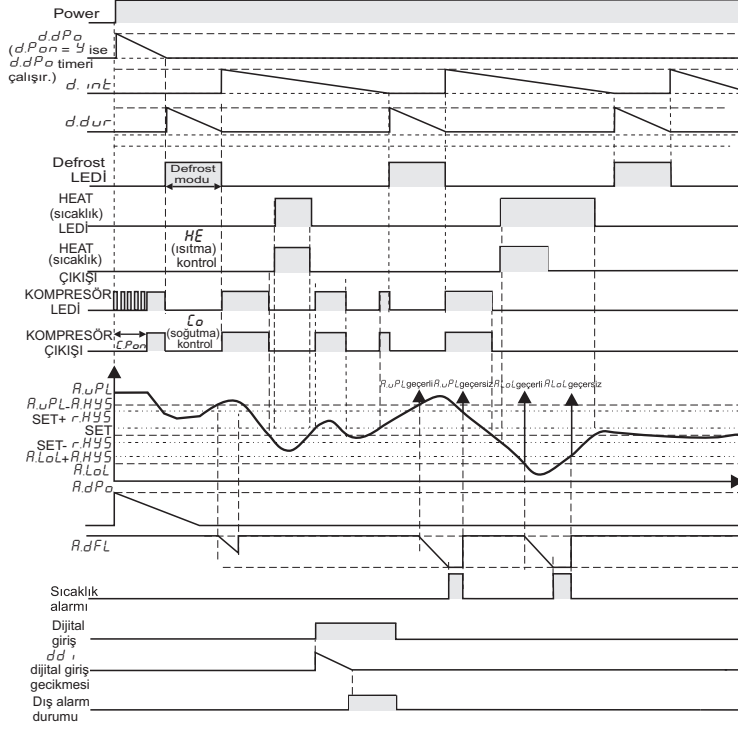 Power
d.dPo
(d.Pon = y ise
d.dPo timeri
çalışır.)
d. int
d.dur
Defrost
LEDİ
Defrost
modu
HEAT
(sıcaklık)
LEDİ
HEAT
(sıcaklık)
ÇIKIŞI
HE
(ısıtma)
kontrol
KOMPRESÖR
LEDİ
KOMPRESÖR
ÇIKIŞI
C.Pon
Co
(soğutma)
kontrol
A.uPL
A.uPL-A.HYS
SET+ r.HYS
SET
SET- r.HYS
A.LoL+A.HYS
A.LoL
A.uPL geçerli
A.uPL geçersiz
A.LoL geçerli
A.LoL geçersiz
A.dPo
A.dFL
Sıcaklık
alarmı
Dijital
giriş
dd i
dijital giriş
gecikmesi
Dış alarm
durumu